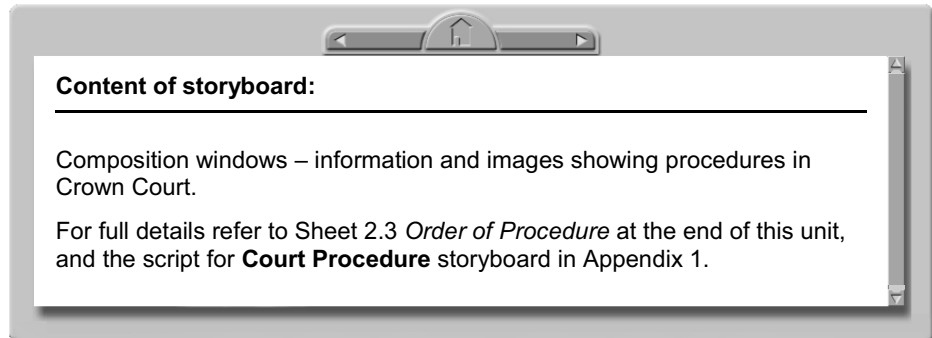 Content of storyboard:
Composition windows – information and images showing procedures in
Crown Court.
For full details refer to Sheet 2.3 Order of Procedure at the end of this unit,
and the script for Court Procedure storyboard in Appendix 1.